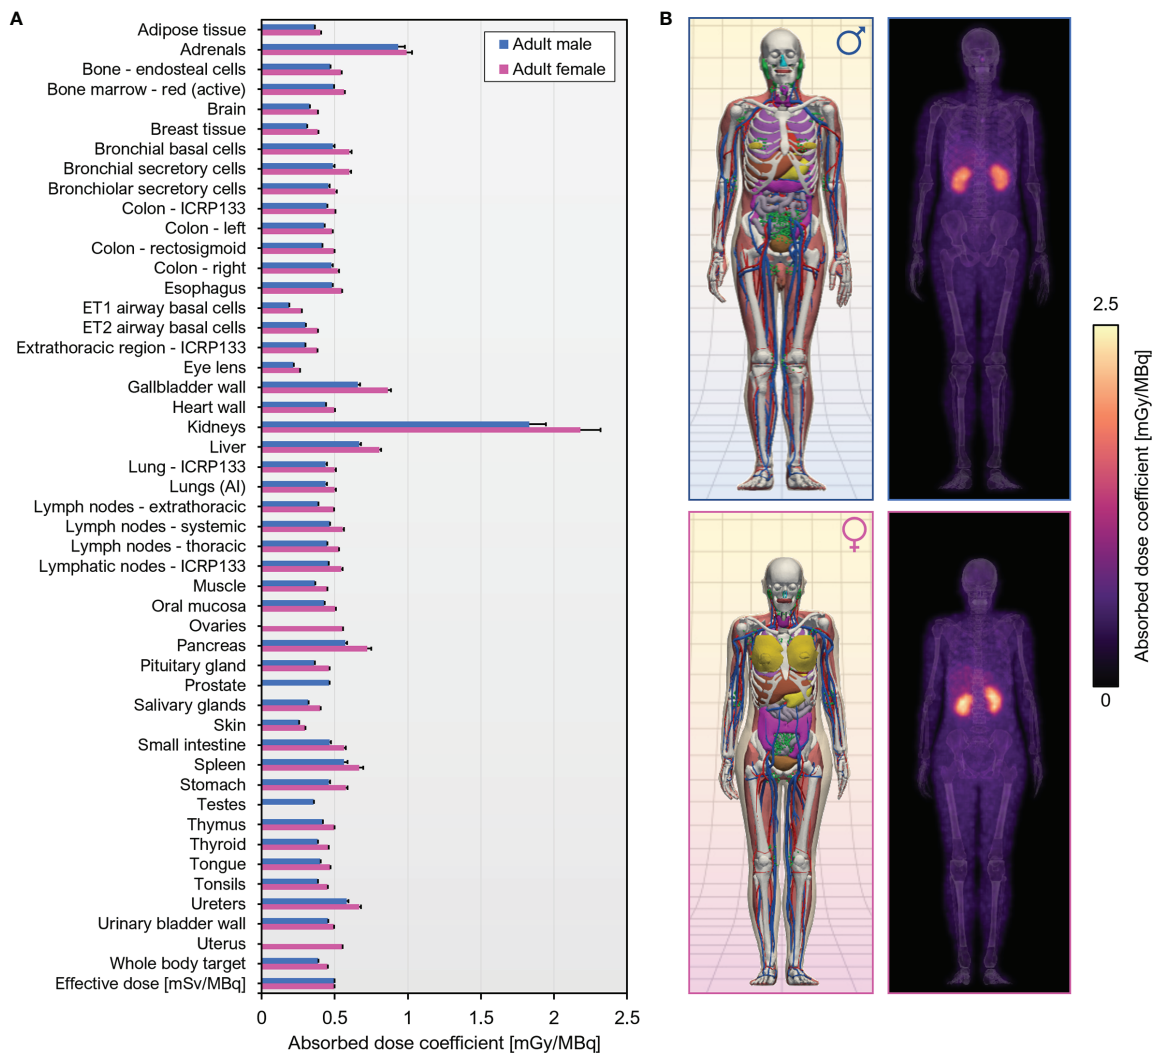 A
Adipose tissue
Adrenals
Bone - endosteal cells
Bone marrow - red (active)
Brain
Breast tissue
Bronchial basal cells
Bronchial secretory cells
Bronchiolar secretory cells
Colon - ICRP133
Colon - left
Colon - rectosigmoid
Colon - right
Esophagus
ET1 airway basal cells
ET2 airway basal cells
Extrathoracic region - ICRP133
Eye lens
Gallbladder wall
Heart wall
Kidneys
Liver
Lung - ICRP133
Lungs (AI)
Lymph nodes - extrathoracic
Lymph nodes - systemic
Lymph nodes - thoracic
Lymphatic nodes - ICRP133
Muscle
Oral mucosa
Ovaries
Pancreas
Pituitary gland
Prostate
Salivary glands
Skin
Small intestine
Spleen
Stomach
Testes
Thymus
Thyroid
Tongue
Tonsils
Ureters
Urinary bladder wall
Uterus
Whole body target
Effective dose [mSv/MBq]
Adult male
Adult female
0 0.5 1 1.5 2 2.5
Absorbed dose coefficient [mGy/MBq]
B
♂
♀
2.5
0
Absorbed dose coefficient [mGy/MBq]